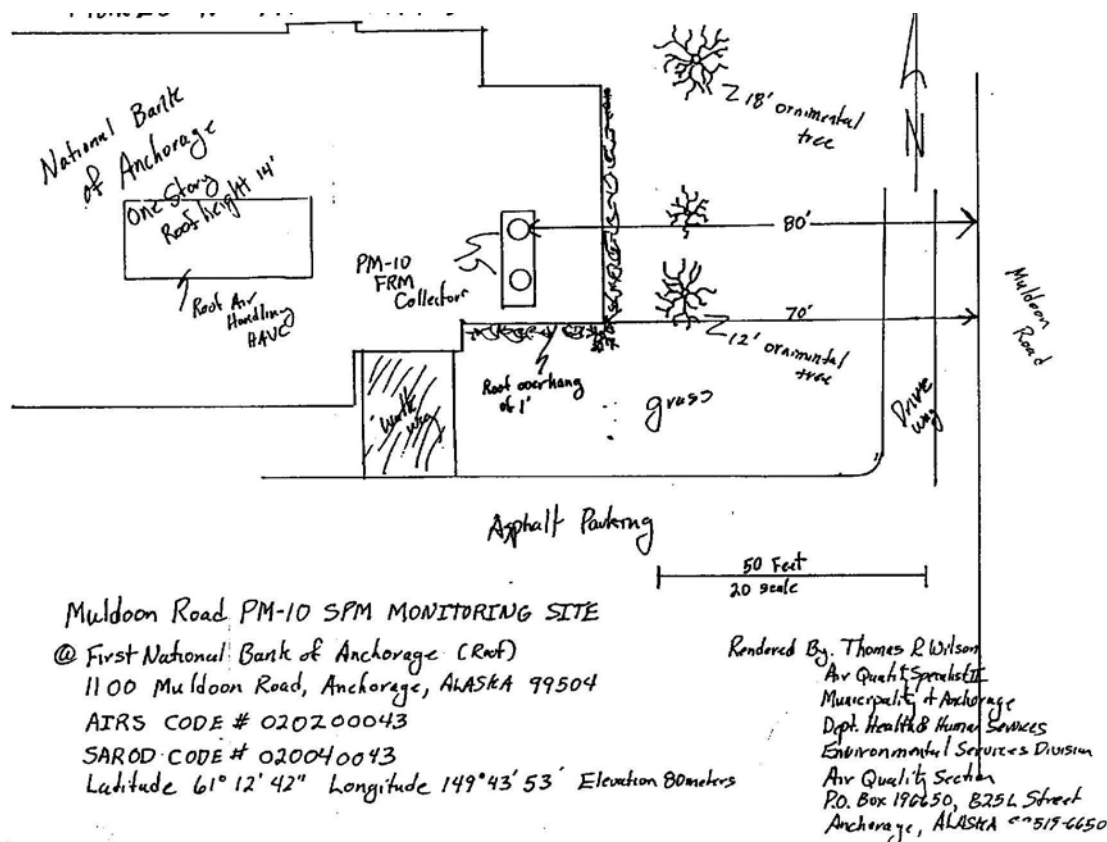 National Bank
of Anchorage
One Story
Roof height 14'
Roof Air
Handling
HAVC
PM-10
FRM
Collectors
18' ornimental
tree
N
80'
70'
12' ornimental
tree
Muldoon
Road
Drive
way
Roof overhang
of 1'
Walk
way
grass
Asphalt Parking
50 Feet
20 scale
Muldoon Road PM-10 SPM MONITORING SITE
@ First National Bank of Anchorage (Roof)
1100 Muldoon Road, Anchorage, ALASKA 99504
AIRS CODE # 020200043
SAROD CODE # 020040043
Latitude 61° 12' 42" Longitude 149° 43' 53' Elevation 80meters
Rendered By. Thomas R Wilson
Air Quality Specialist II
Municipality of Anchorage
Dept. Health & Human Services
Environmental Services Division
Air Quality Section
P.O. Box 196650, 825 L Street
Anchorage, ALASKA 519-6650